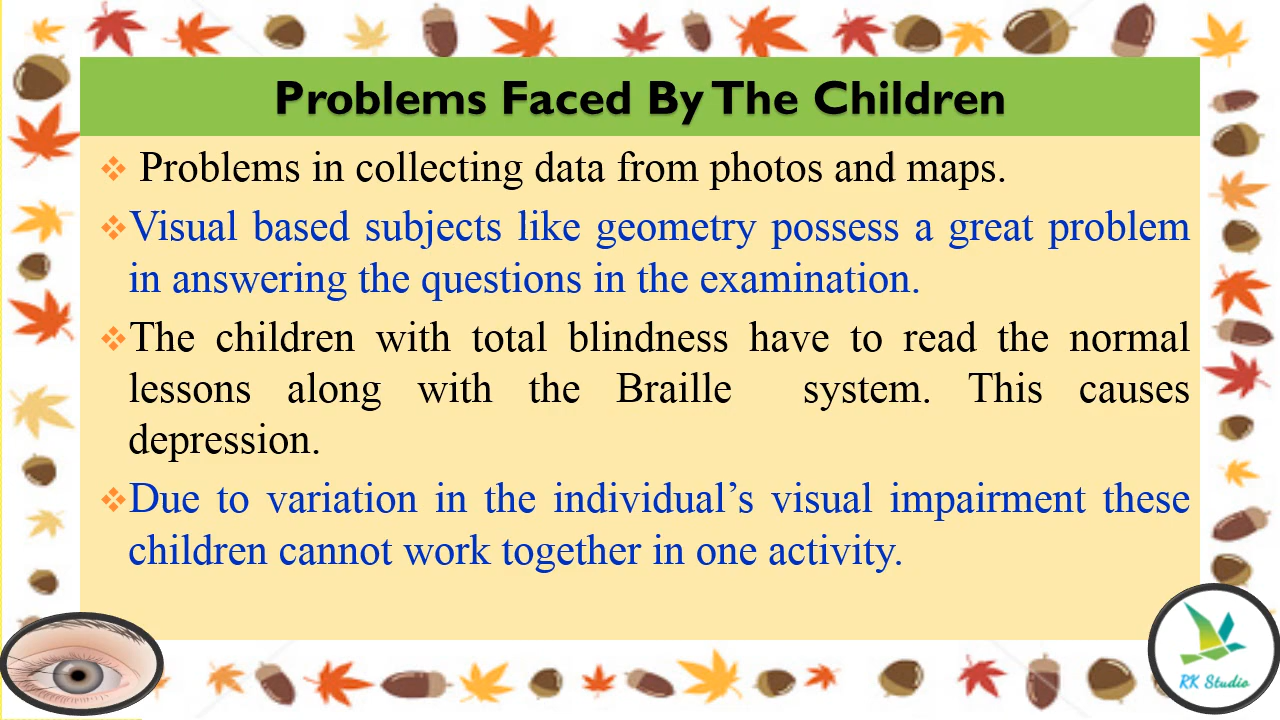 Problems Faced By The Children
❖ Problems in collecting data from photos and maps.
❖Visual based subjects like geometry possess a great problem
in answering the questions in the examination.
❖The children with total blindness have to read the normal
lessons along with the Braille system. This causes
depression.
❖Due to variation in the individual’s visual impairment these
children cannot work together in one activity.
RK Studio